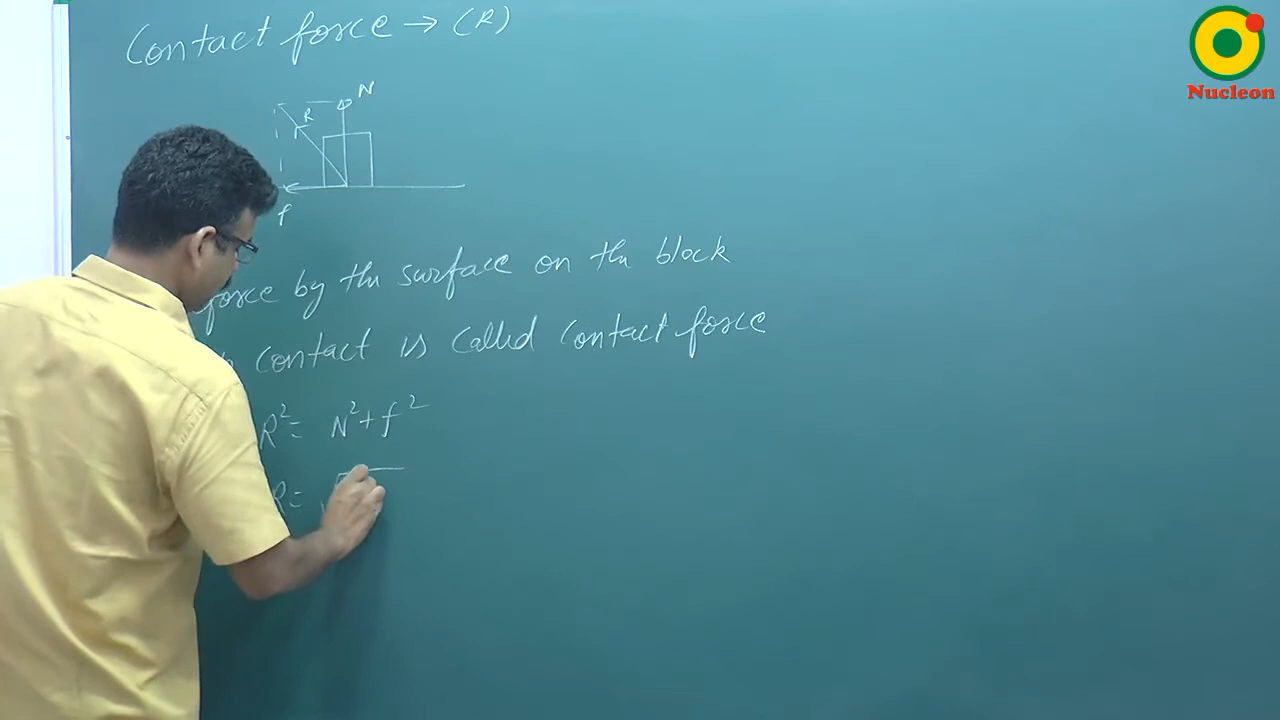 Contact force → (R)
N
R
f
force by the surface on the block
contact is called contact force
R² = N² + f²
R = √
Nucleon